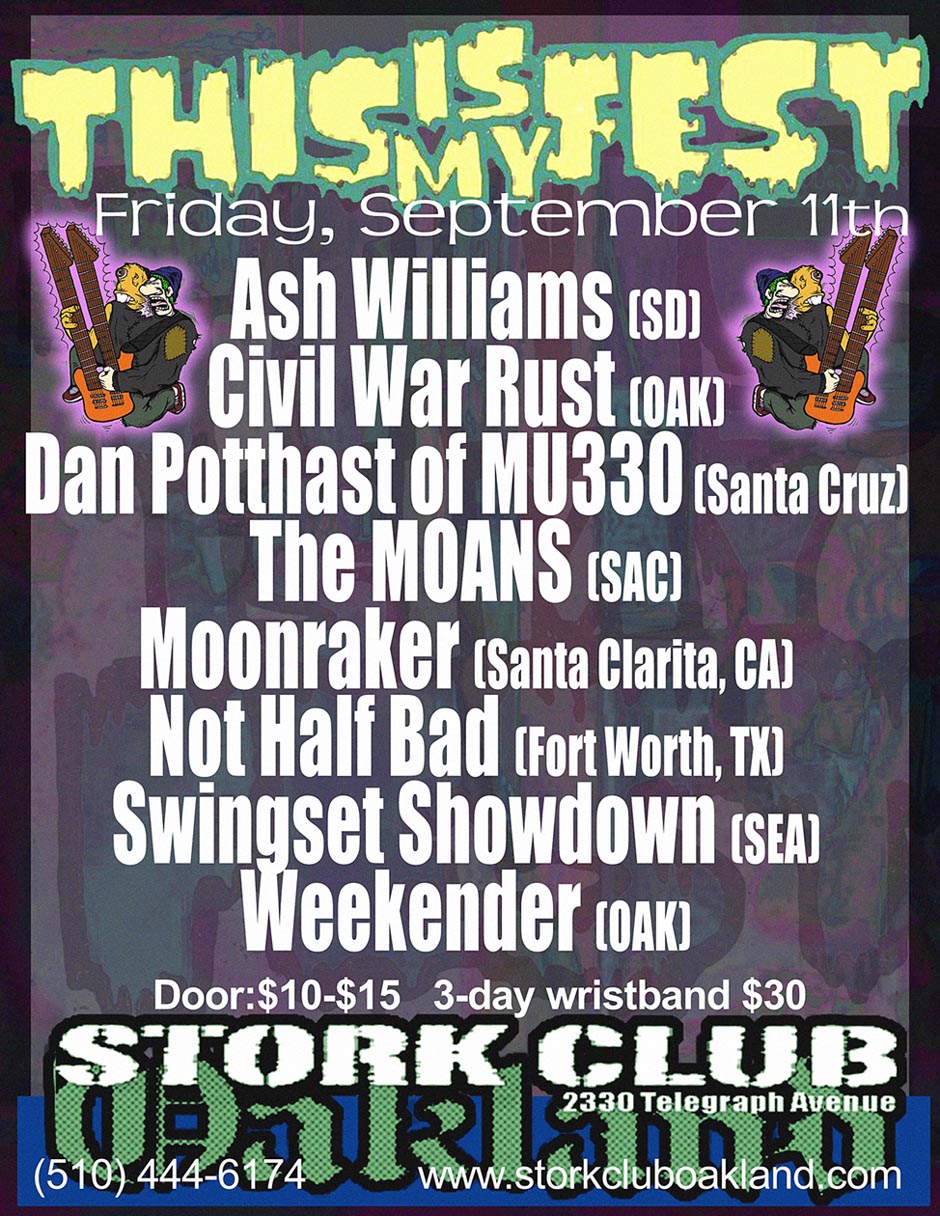 THIS IS MY FEST
Friday, September 11th
Ash Williams (SD)
Civil War Rust (OAK)
Dan Potthast of MU330 (Santa Cruz)
The MOANS (SAC)
Moonraker (Santa Clarita, CA)
Not Half Bad (Fort Worth, TX)
Swingset Showdown (SEA)
Weekender (OAK)
Door:$10-$15 3-day wristband $30
STORK CLUB
Oakland
2330 Telegraph Avenue
(510) 444-6174 www.storkcluboakland.com